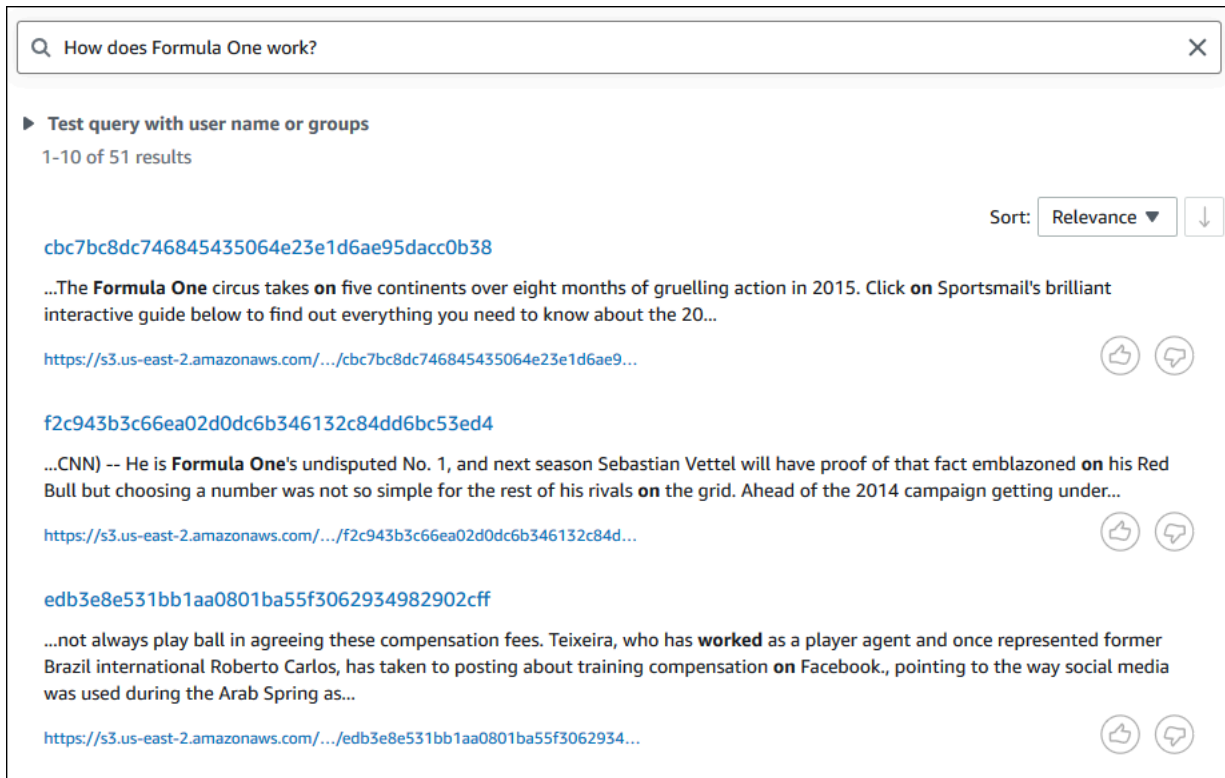 How does Formula One work?
Test query with user name or groups
1-10 of 51 results
Sort: Relevance
cbc7bc8dc746845435064e23e1d6ae95dacc0b38
...The Formula One circus takes on five continents over eight months of gruelling action in 2015. Click on Sportsmail's brilliant
interactive guide below to find out everything you need to know about the 20...
https://s3.us-east-2.amazonaws.com/.../cbc7bc8dc746845435064e23e1d6ae9...
f2c943b3c66ea02d0dc6b346132c84dd6bc53ed4
...CNN) -- He is Formula One's undisputed No. 1, and next season Sebastian Vettel will have proof of that fact emblazoned on his Red
Bull but choosing a number was not so simple for the rest of his rivals on the grid. Ahead of the 2014 campaign getting under...
https://s3.us-east-2.amazonaws.com/.../f2c943b3c66ea02d0dc6b346132c84d...
edb3e8e531bb1aa0801ba55f3062934982902cff
...not always play ball in agreeing these compensation fees. Teixeira, who has worked as a player agent and once represented former
Brazil international Roberto Carlos, has taken to posting about training compensation on Facebook., pointing to the way social media
was used during the Arab Spring as...
https://s3.us-east-2.amazonaws.com/.../edb3e8e531bb1aa0801ba55f3062934...